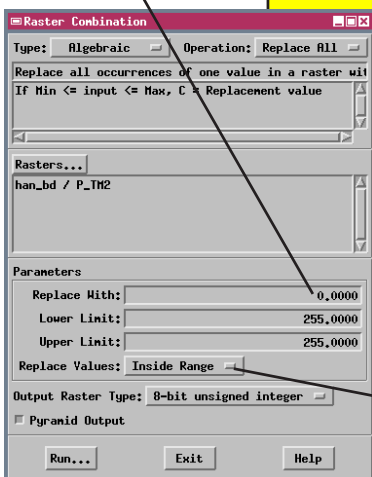 Raster Combination
Type: Algebraic Operation: Replace All
Replace all occurrences of one value in a raster wit
If Min <= input <= Max, C = Replacement value
Rasters...
han_bd / P_TM2
Parameters
Replace With: 0.0000
Lower Limit: 255.0000
Upper Limit: 255.0000
Replace Values: Inside Range
Output Raster Type: 8-bit unsigned integer
Pyramid Output
Run... Exit Help